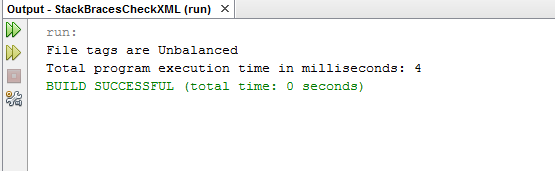 Output - StackBracesCheckXML (run) ×
run:
File tags are Unbalanced
Total program execution time in milliseconds: 4
BUILD SUCCESSFUL (total time: 0 seconds)